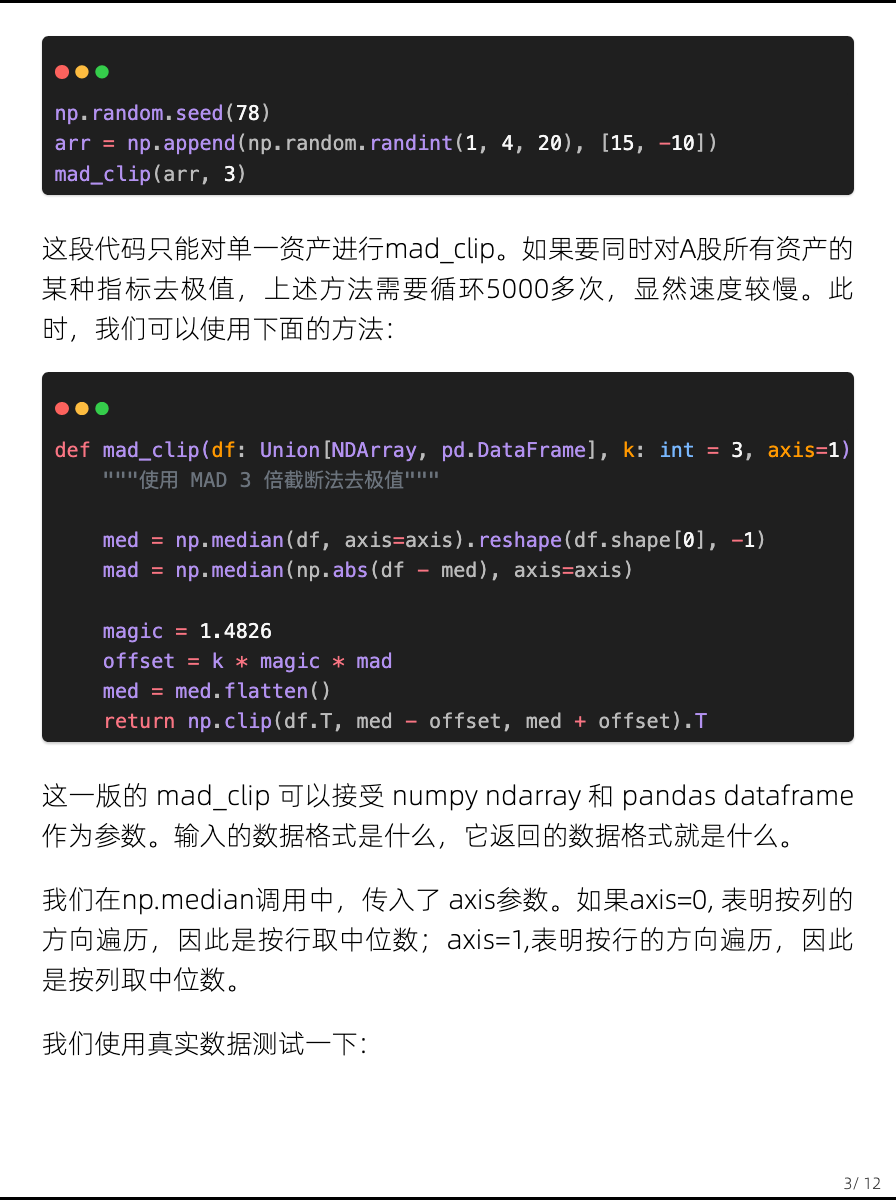 np.random.seed(78)
arr = np.append(np.random.randint(1, 4, 20), [15, -10])
mad_clip(arr, 3)
这段代码只能对单一资产进行mad_clip。如果要同时对A股所有资产的
某种指标去极值，上述方法需要循环5000多次，显然速度较慢。此
时，我们可以使用下面的方法：
def mad_clip(df: Union[NDArray, pd.DataFrame], k: int = 3, axis=1)
    """使用 MAD 3 倍截断法去极值"""
    med = np.median(df, axis=axis).reshape(df.shape[0], -1)
    mad = np.median(np.abs(df - med), axis=axis)
    magic = 1.4826
    offset = k * magic * mad
    med = med.flatten()
    return np.clip(df.T, med - offset, med + offset).T
这一版的 mad_clip 可以接受 numpy ndarray 和 pandas dataframe
作为参数。输入的数据格式是什么，它返回的数据格式就是什么。
我们在np.median调用中，传入了 axis参数。如果axis=0, 表明按列的
方向遍历，因此是按行取中位数；axis=1,表明按行的方向遍历，因此
是按列取中位数。
我们使用真实数据测试一下：
3/ 12